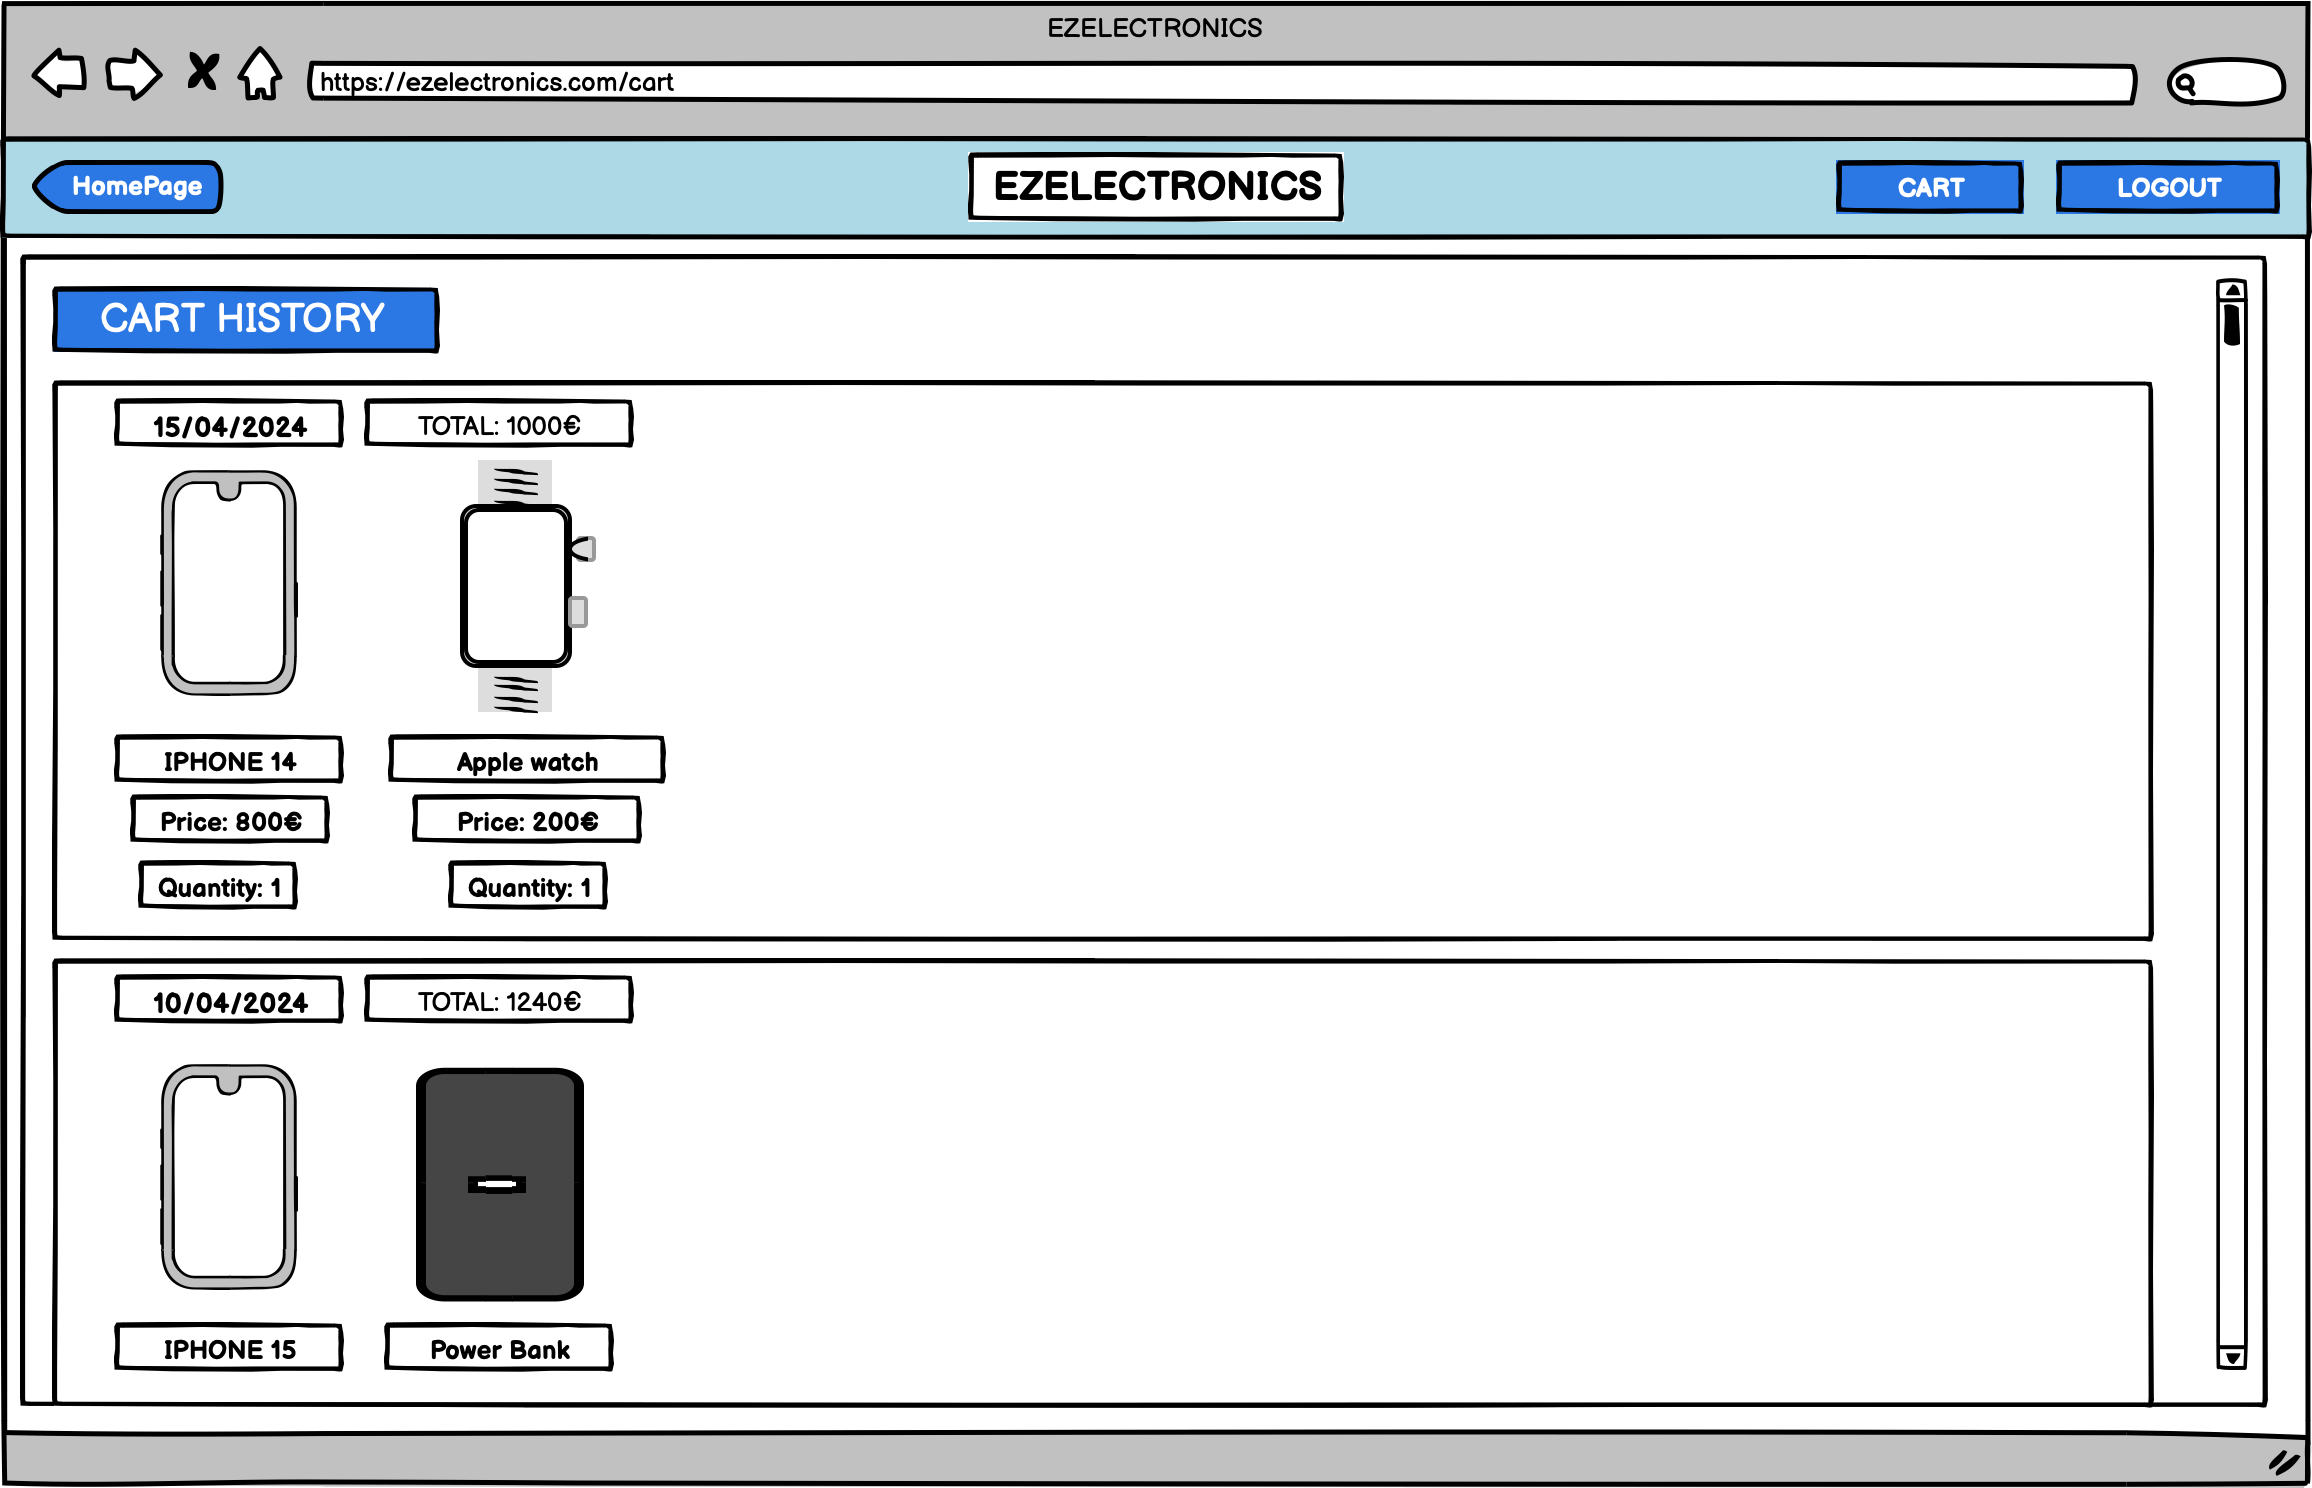 EZELECTRONICS
https://ezelectronics.com/cart
HomePage
EZELECTRONICS
CART
LOGOUT
CART HISTORY
15/04/2024
TOTAL: 1000€
IPHONE 14
Apple watch
Price: 800€
Price: 200€
Quantity: 1
Quantity: 1
10/04/2024
TOTAL: 1240€
IPHONE 15
Power Bank